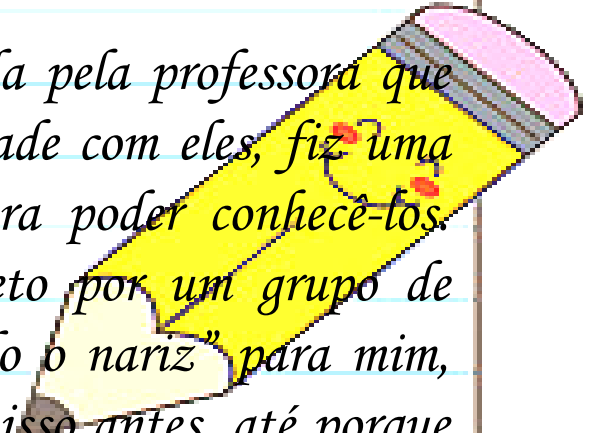 la pela professora que
ade com eles, fiz uma
ra poder conhecê-los.
eto por um grupo de
o o nariz” para mim,
isso antes, até porque